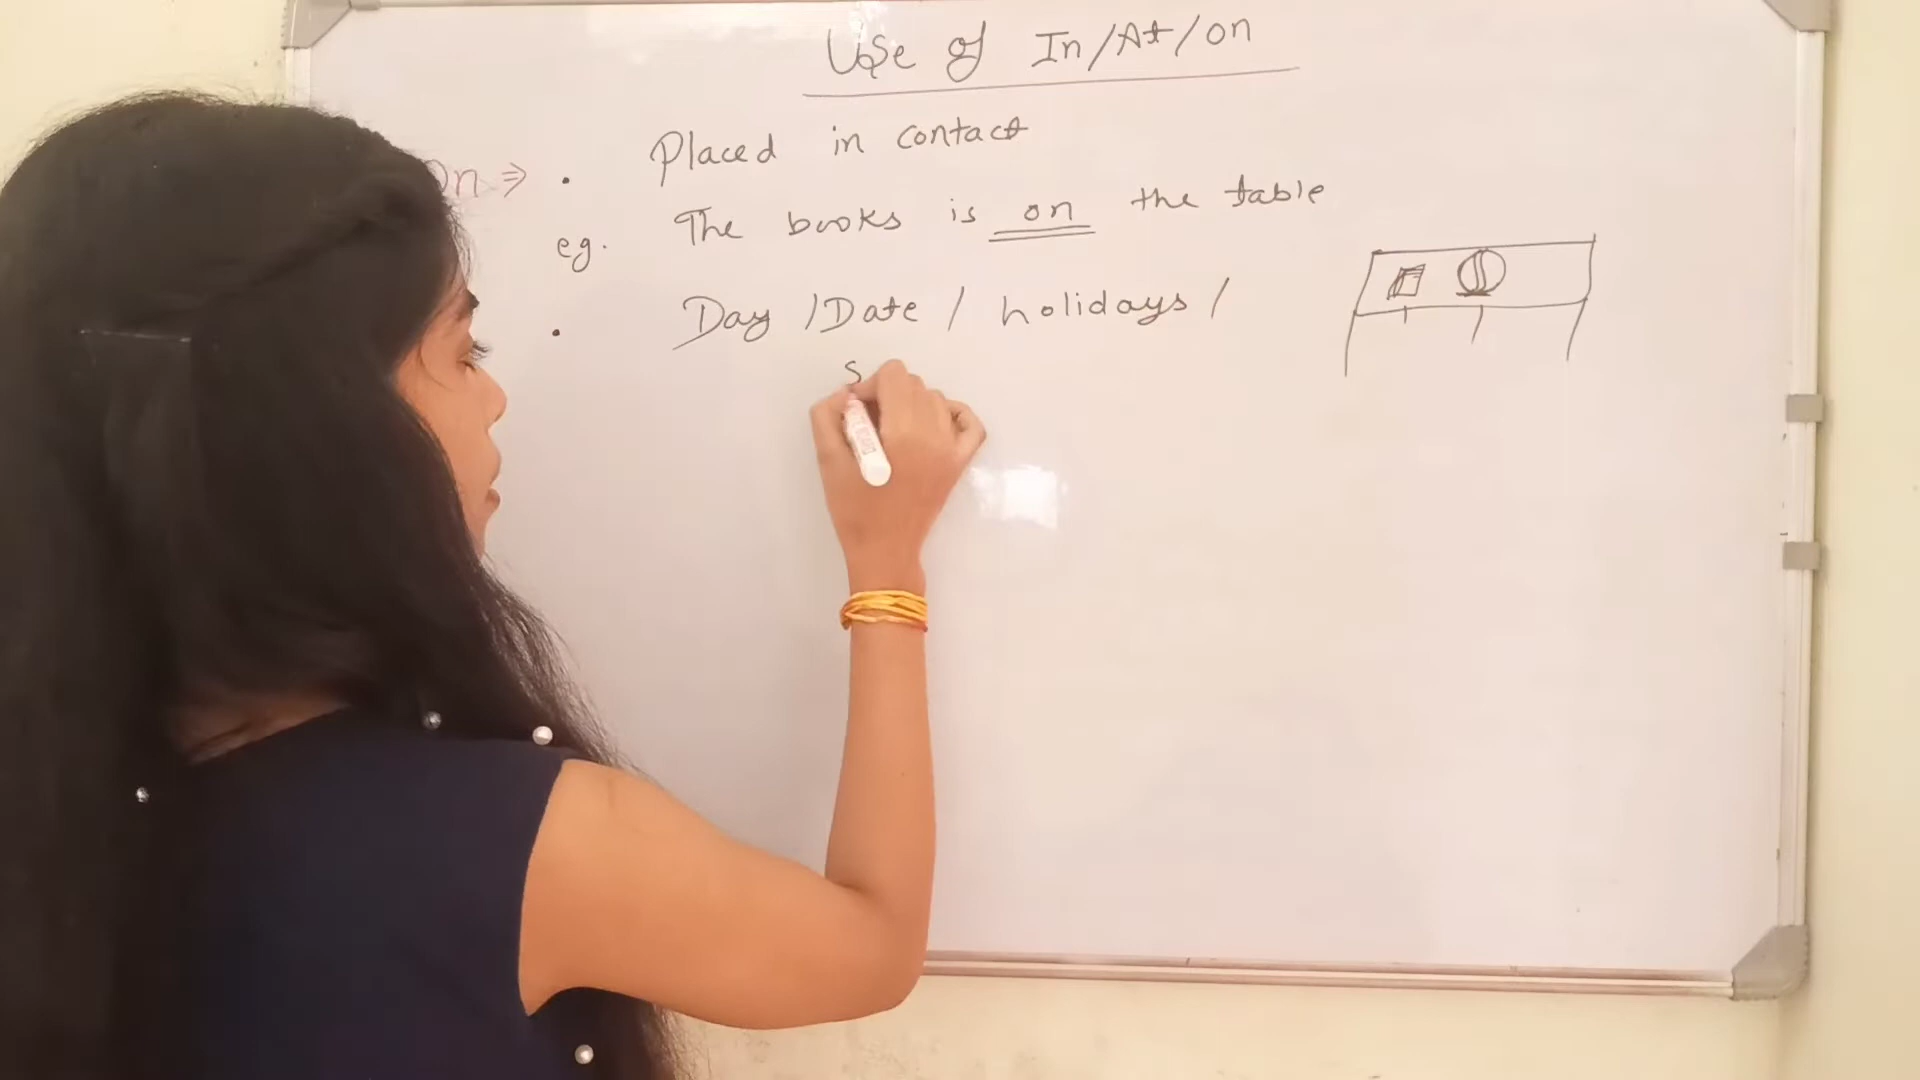 Use of In/At/on
On ⇒ • Placed in contact
eg. The books is on the table
• Day / Date / holidays /
S